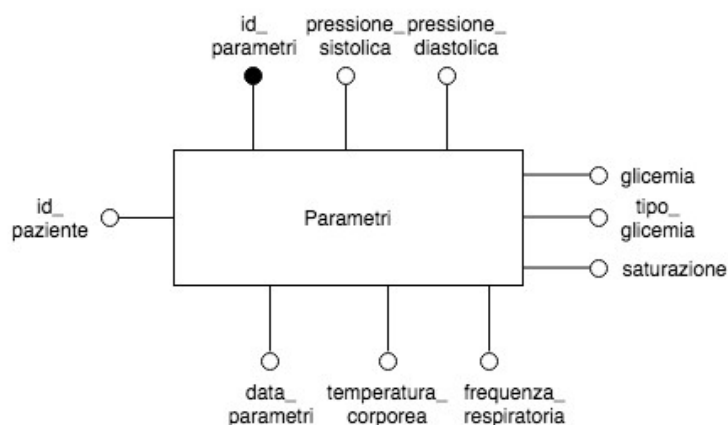 id_
parametri
pressione_
sistolica
pressione_
diastolica
glicemia
id_
paziente
Parametri
tipo_
glicemia
saturazione
data_
parametri
temperatura_
corporea
frequenza_
respiratoria